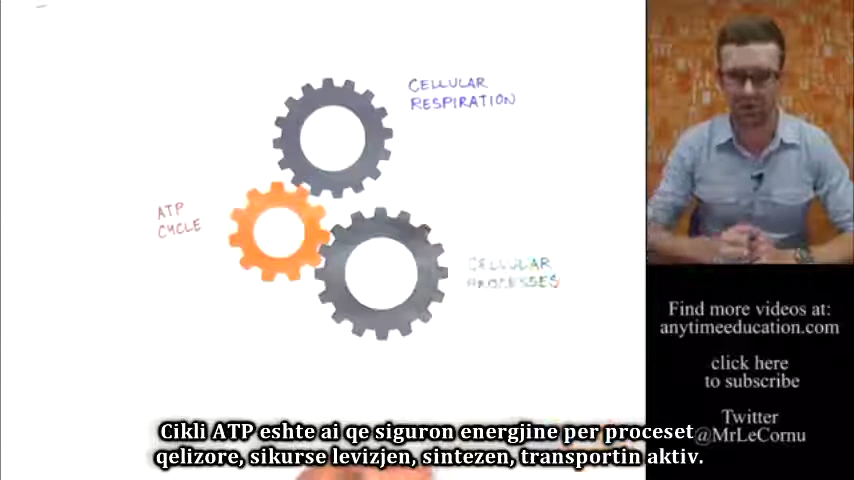 CELLULAR
RESPIRATION
ATP
CYCLE
CELLULAR
PROCESSES
Find more videos at:
anytimeeducation.com
click here
to subscribe
Twitter
@MrLeCornu
Cikli ATP eshte ai qe siguron energjine per proceset
qelizore, sikurse levizjen, sintezen, transportin aktiv.